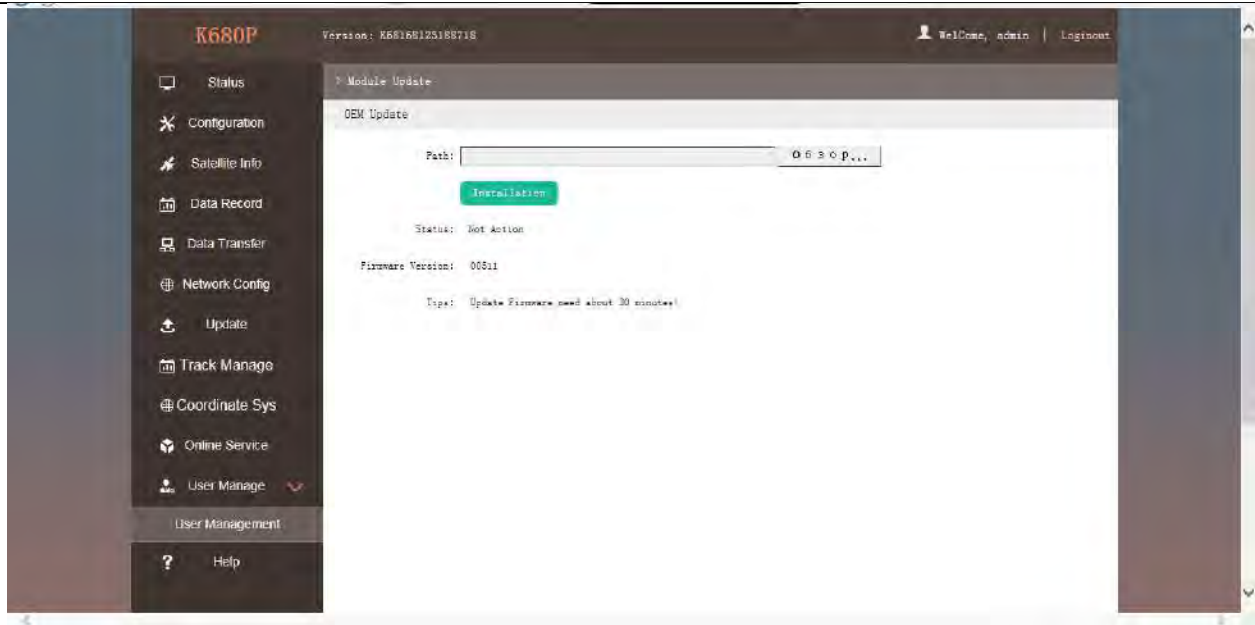 K680P
Version: K68168125188718
WelCome, admin | Loginout
Status
Configuration
Satellite Info
Data Record
Data Transfer
Network Config
Update
Track Manage
Coordinate Sys
Online Service
User Manage
User Management
Help
> Module Update
OEM Update
Path:
Installation
Status: Not Action
Firmware Version: 00511
Tips: Update Firmware need about 30 minutes!